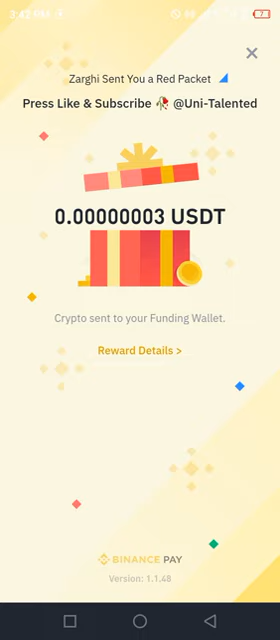 3:42 PM
7
Zarghi Sent You a Red Packet
Press Like & Subscribe 🥀 @Uni-Talented
0.00000003 USDT
Crypto sent to your Funding Wallet.
Reward Details >
BINANCE PAY
Version: 1.1.48